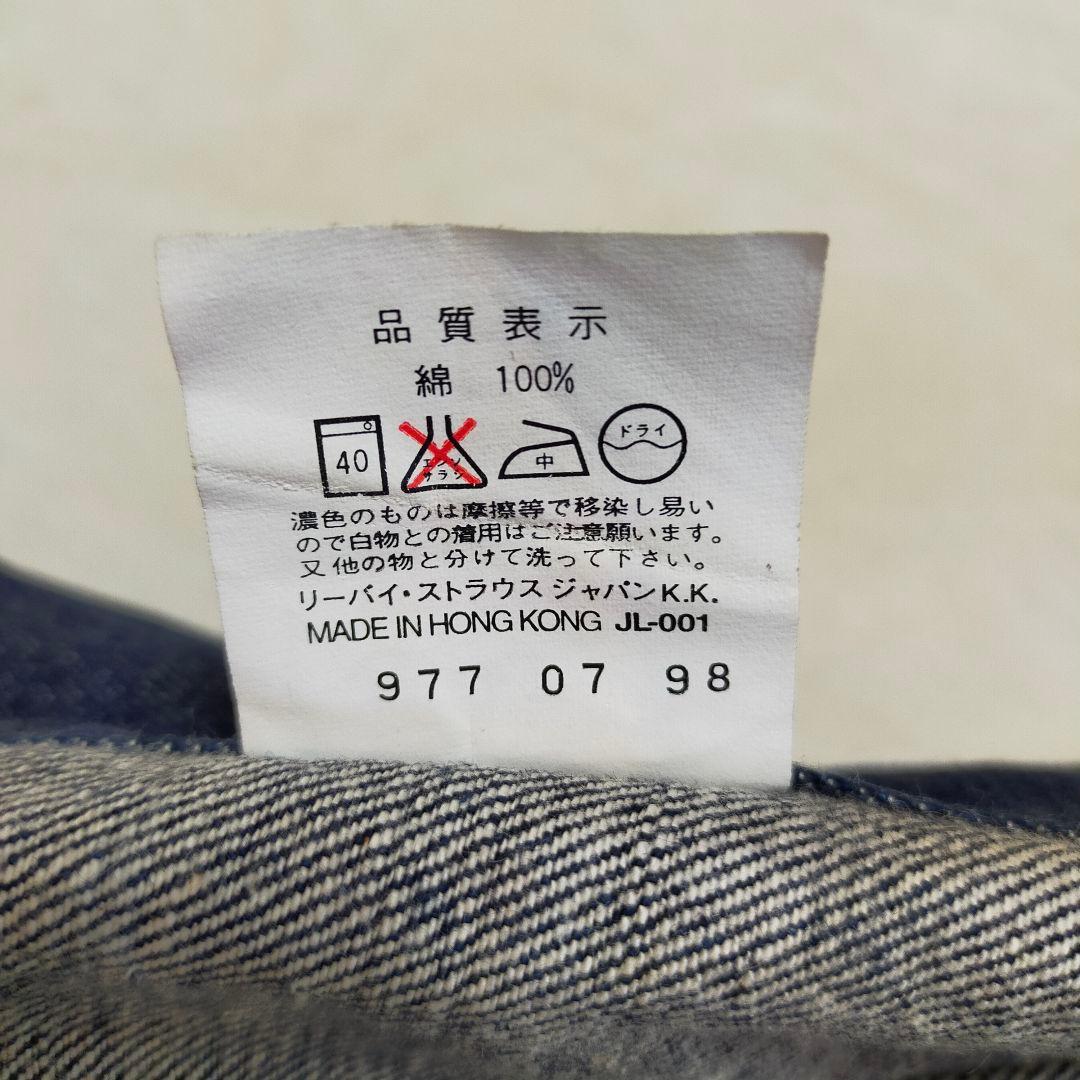 品質表示
綿 100%
40 エンソサラシ 中 ドライ
濃色のものは摩擦等で移染し易い
ので白物との着用はご注意願います。
又他の物と分けて洗って下さい。
リーバイ・ストラウス ジャパンK.K.
MADE IN HONG KONG JL-001
977 07 98